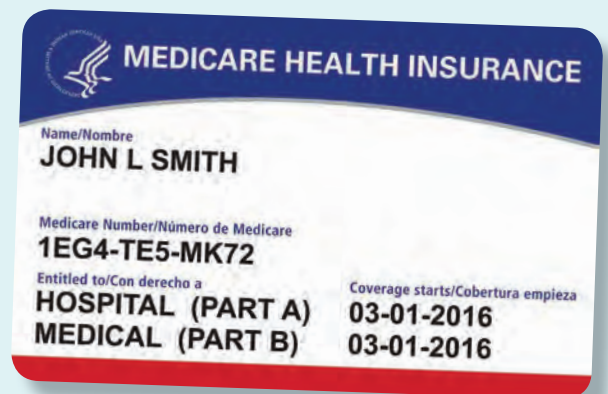 MEDICARE HEALTH INSURANCE
Name/Nombre
JOHN L SMITH
Medicare Number/Número de Medicare
1EG4-TE5-MK72
Entitled to/Con derecho a
HOSPITAL (PART A)
MEDICAL (PART B)
Coverage starts/Cobertura empieza
03-01-2016
03-01-2016